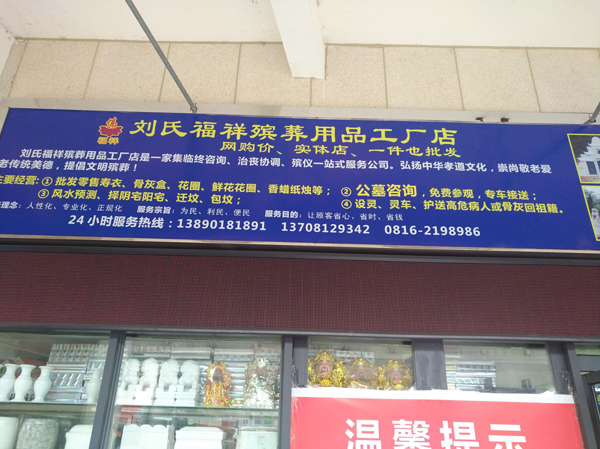 福祥
刘氏福祥殡葬用品工厂店
网购价、实体店、一件也批发
刘氏福祥殡葬用品工厂店是一家集临终咨询、治丧协调、殡仪一站式服务公司。弘扬中华孝道文化，崇尚敬老爱
老传统美德，提倡文明殡葬！
主要经营：①批发零售寿衣、骨灰盒、花圈、鲜花花圈、香蜡纸烛等；②公墓咨询，免费参观，专车接送；
③风水预测、择阴宅阳宅、迁坟、包坟；④设灵、灵车、护送高危病人或骨灰回祖籍。
理念：人性化、专业化、正规化 服务宗旨：为民、利民、便民 服务目的：让顾客省心、省时、省钱
24小时服务热线：13890181891 13708129342 0816-2198986
温馨提示